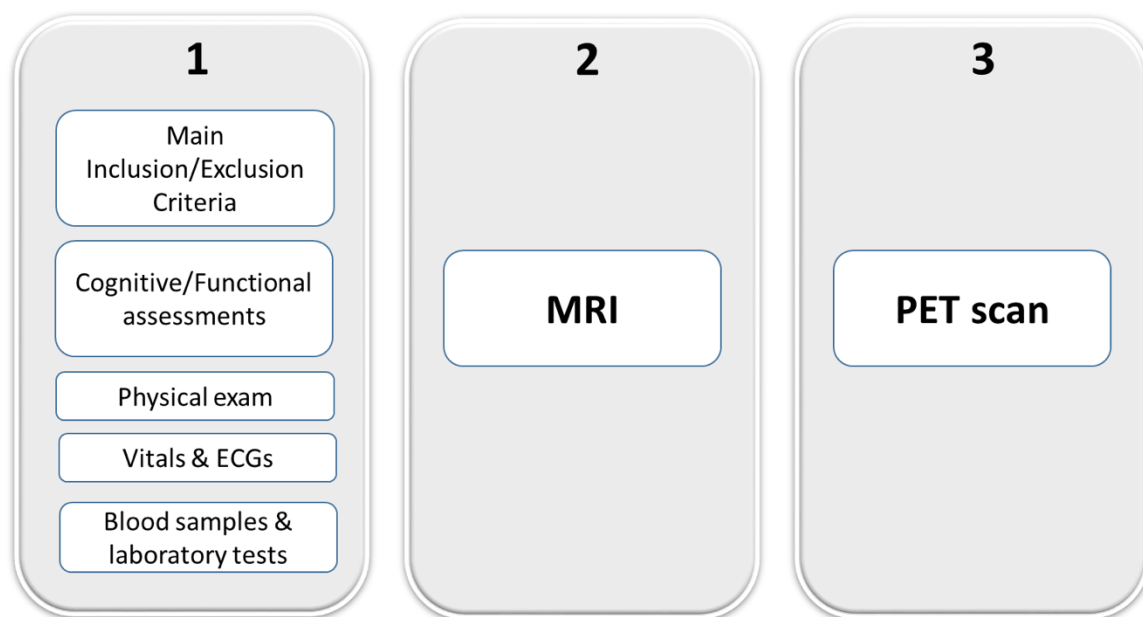 1
Main
Inclusion/Exclusion
Criteria
Cognitive/Functional
assessments
Physical exam
Vitals & ECGs
Blood samples &
laboratory tests
2
MRI
3
PET scan